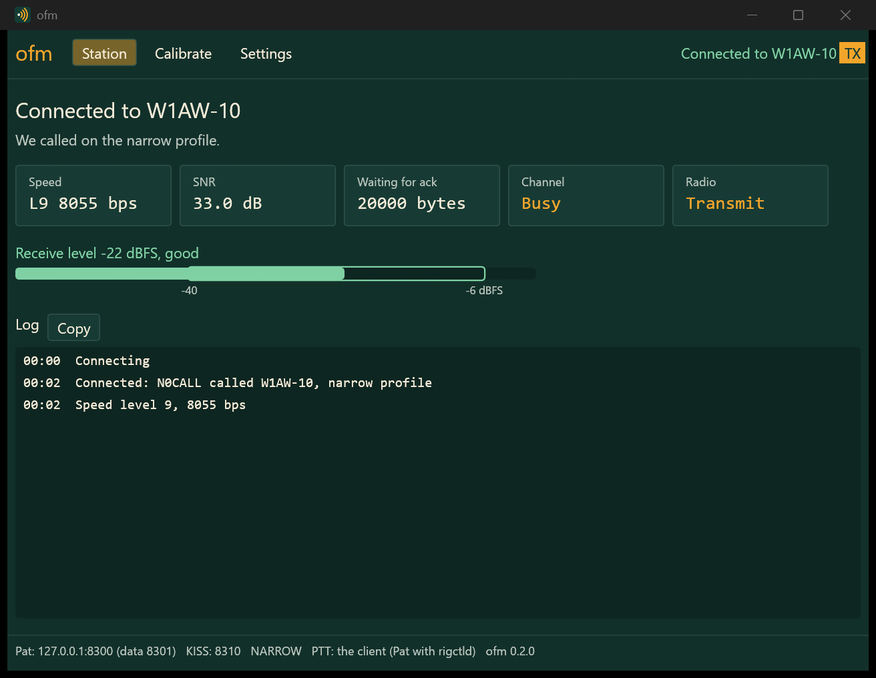 ofm
ofm Station Calibrate Settings Connected to W1AW-10 TX
Connected to W1AW-10
We called on the narrow profile.
Speed SNR Waiting for ack Channel Radio
L9 8055 bps 33.0 dB 20000 bytes Busy Transmit
Receive level -22 dBFS, good
-40 -6 dBFS
Log Copy
00:00 Connecting
00:02 Connected: N0CALL called W1AW-10, narrow profile
00:02 Speed level 9, 8055 bps
Pat: 127.0.0.1:8300 (data 8301) KISS: 8310 NARROW PTT: the client (Pat with rigctld) ofm 0.2.0